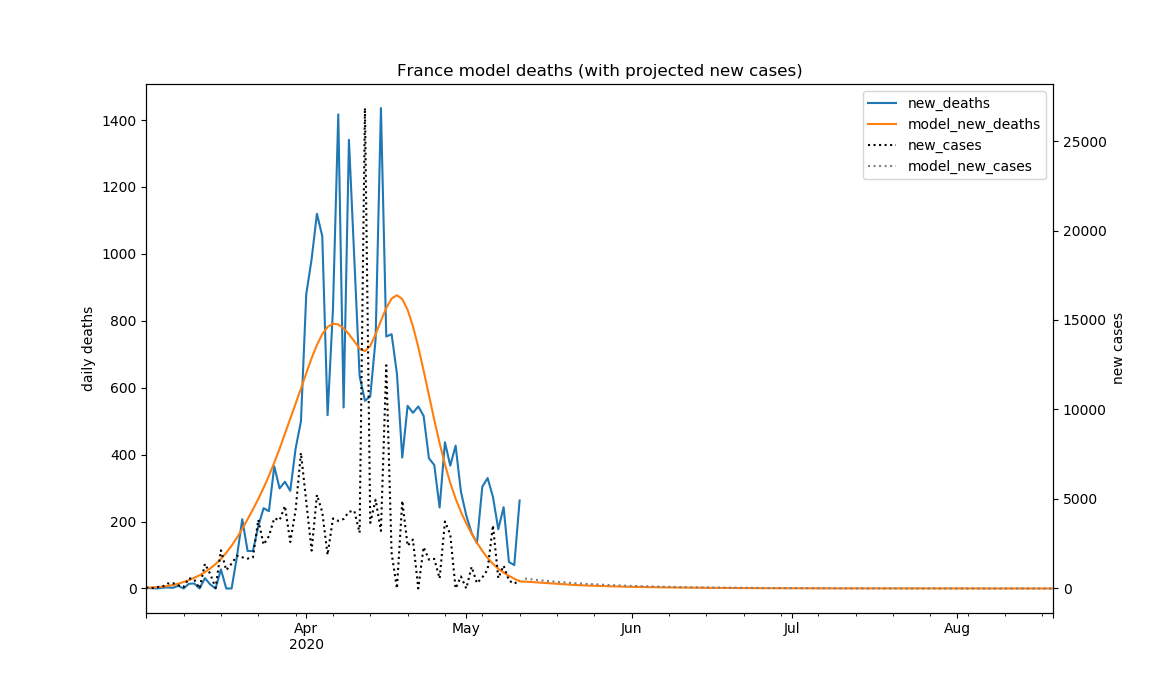 France model deaths (with projected new cases)
new_deaths
model_new_deaths
new_cases
model_new_cases
1400
1200
1000
800
600
400
200
0
daily deaths
25000
20000
15000
10000
5000
0
new cases
Apr
2020
May
Jun
Jul
Aug